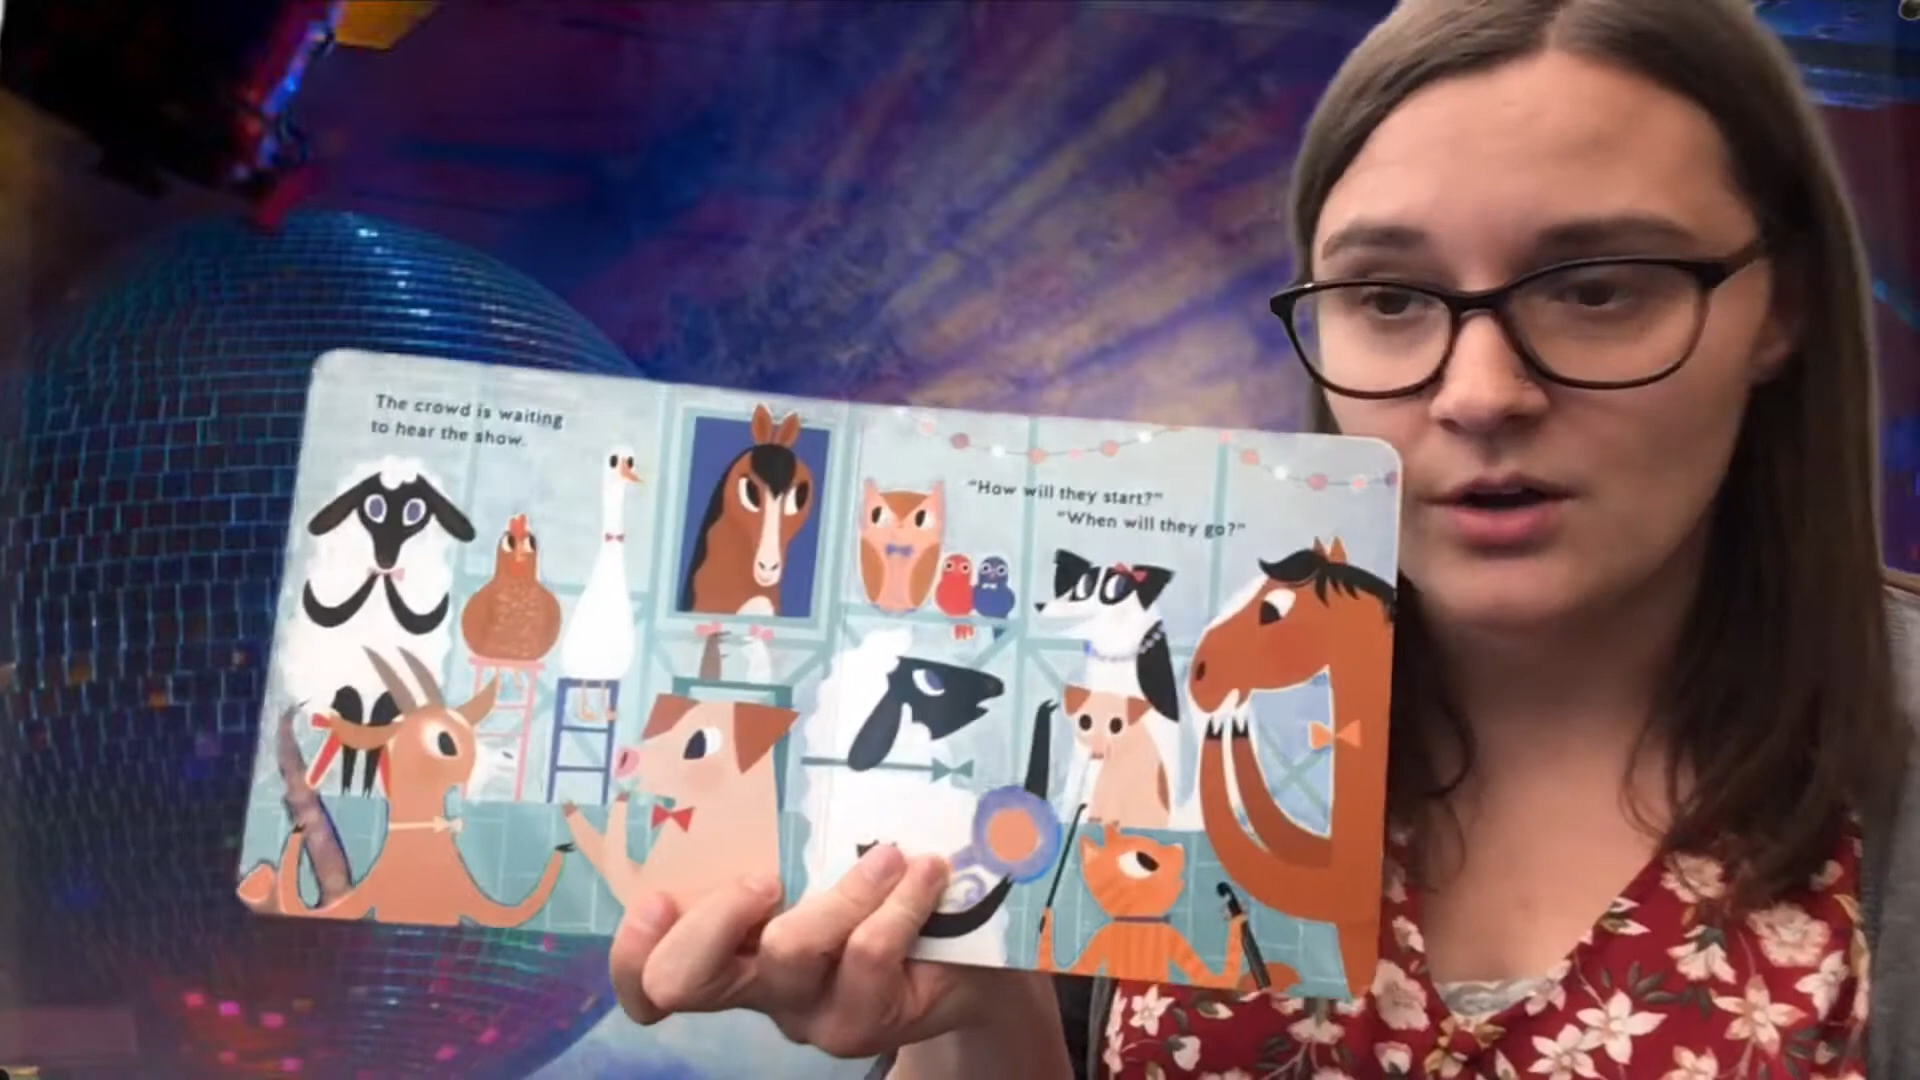 The crowd is waiting
to hear the show.
"How will they start?"
"When will they go?"